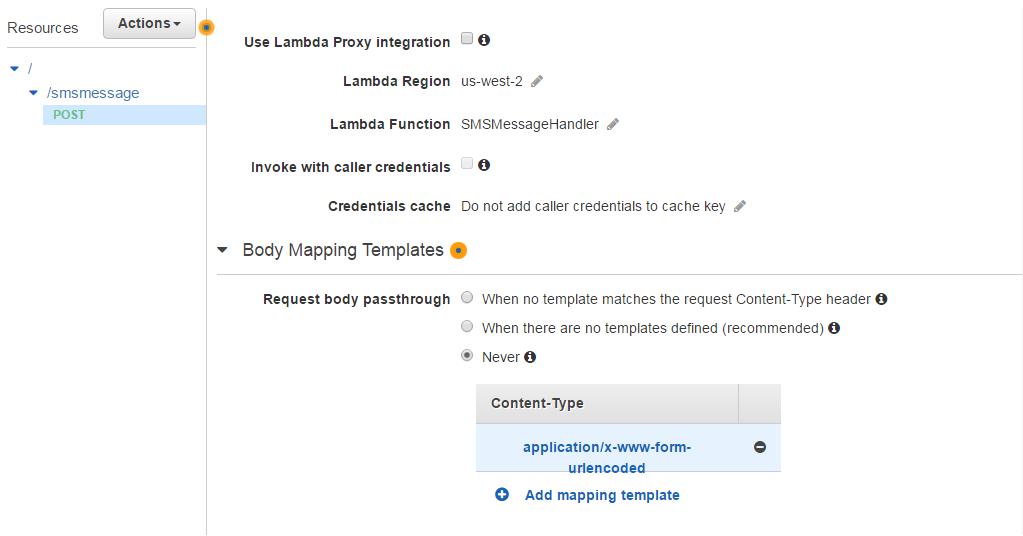 Resources
Actions
/
/smsmessage
POST
Use Lambda Proxy integration
Lambda Region us-west-2
Lambda Function SMSMessageHandler
Invoke with caller credentials
Credentials cache Do not add caller credentials to cache key
Body Mapping Templates
Request body passthrough When no template matches the request Content-Type header
When there are no templates defined (recommended)
Never
Content-Type
application/x-www-form-
urlencoded
Add mapping template